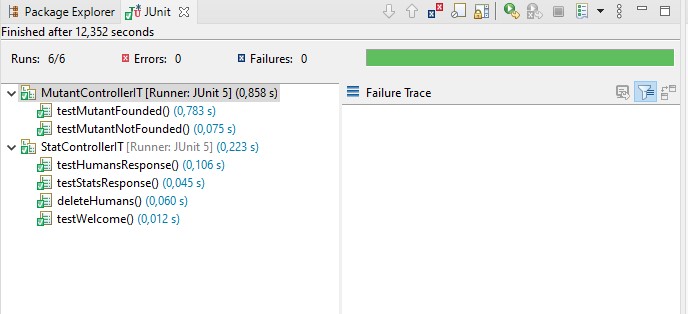 Package Explorer JUnit
Finished after 12,352 seconds
Runs: 6/6 Errors: 0 Failures: 0
MutantControllerIT [Runner: JUnit 5] (0,858 s)
Failure Trace
testMutantFounded() (0,783 s)
testMutantNotFounded() (0,075 s)
StatControllerIT [Runner: JUnit 5] (0,223 s)
testHumansResponse() (0,106 s)
testStatsResponse() (0,045 s)
deleteHumans() (0,060 s)
testWelcome() (0,012 s)